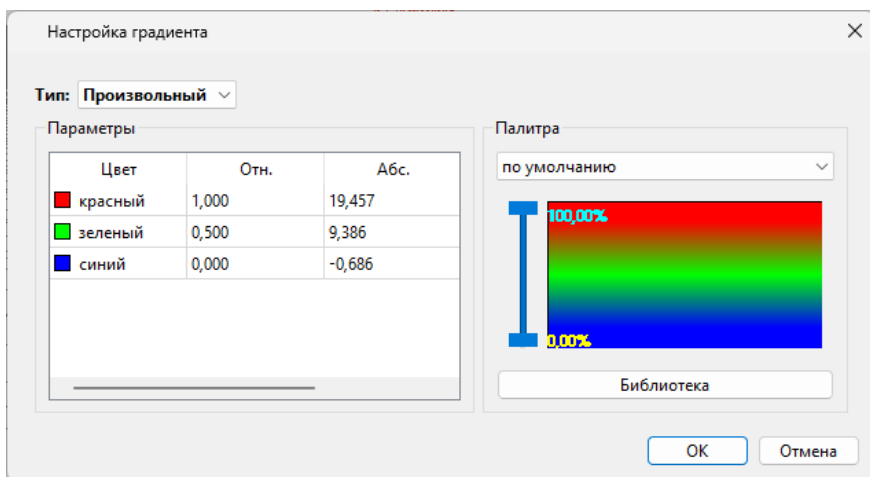 Настройка градиента
Тип: Произвольный
Параметры
Цвет Отн. Абс.
красный 1,000 19,457
зеленый 0,500 9,386
синий 0,000 -0,686
Палитра
по умолчанию
100,00%
0,00%
Библиотека
OK Отмена